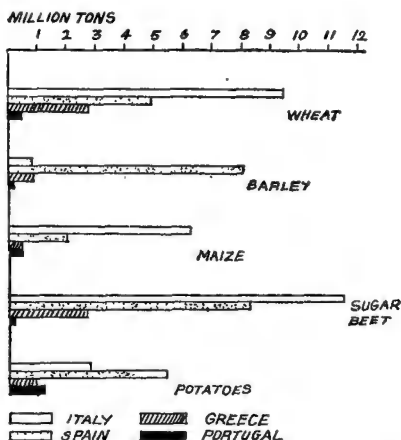 MILLION TONS
1 2 3 4 5 6 7 8 9 10 11 12
WHEAT
BARLEY
MAIZE
SUGAR
BEET
POTATOES
ITALY GREECE
SPAIN PORTUGAL